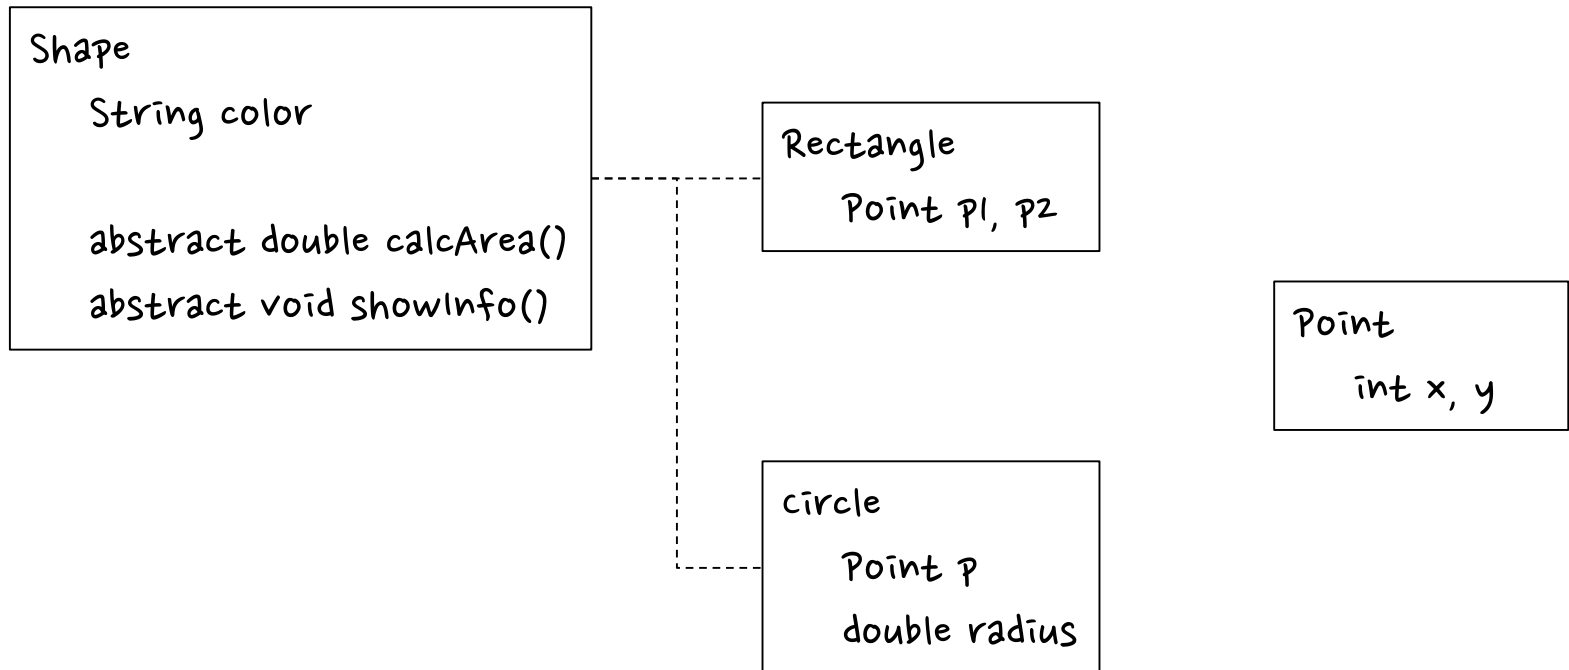 Shape
String color
abstract double calcArea()
abstract void showInfo()
Rectangle
Point p1, p2
Circle
Point p
double radius
Point
int x, y